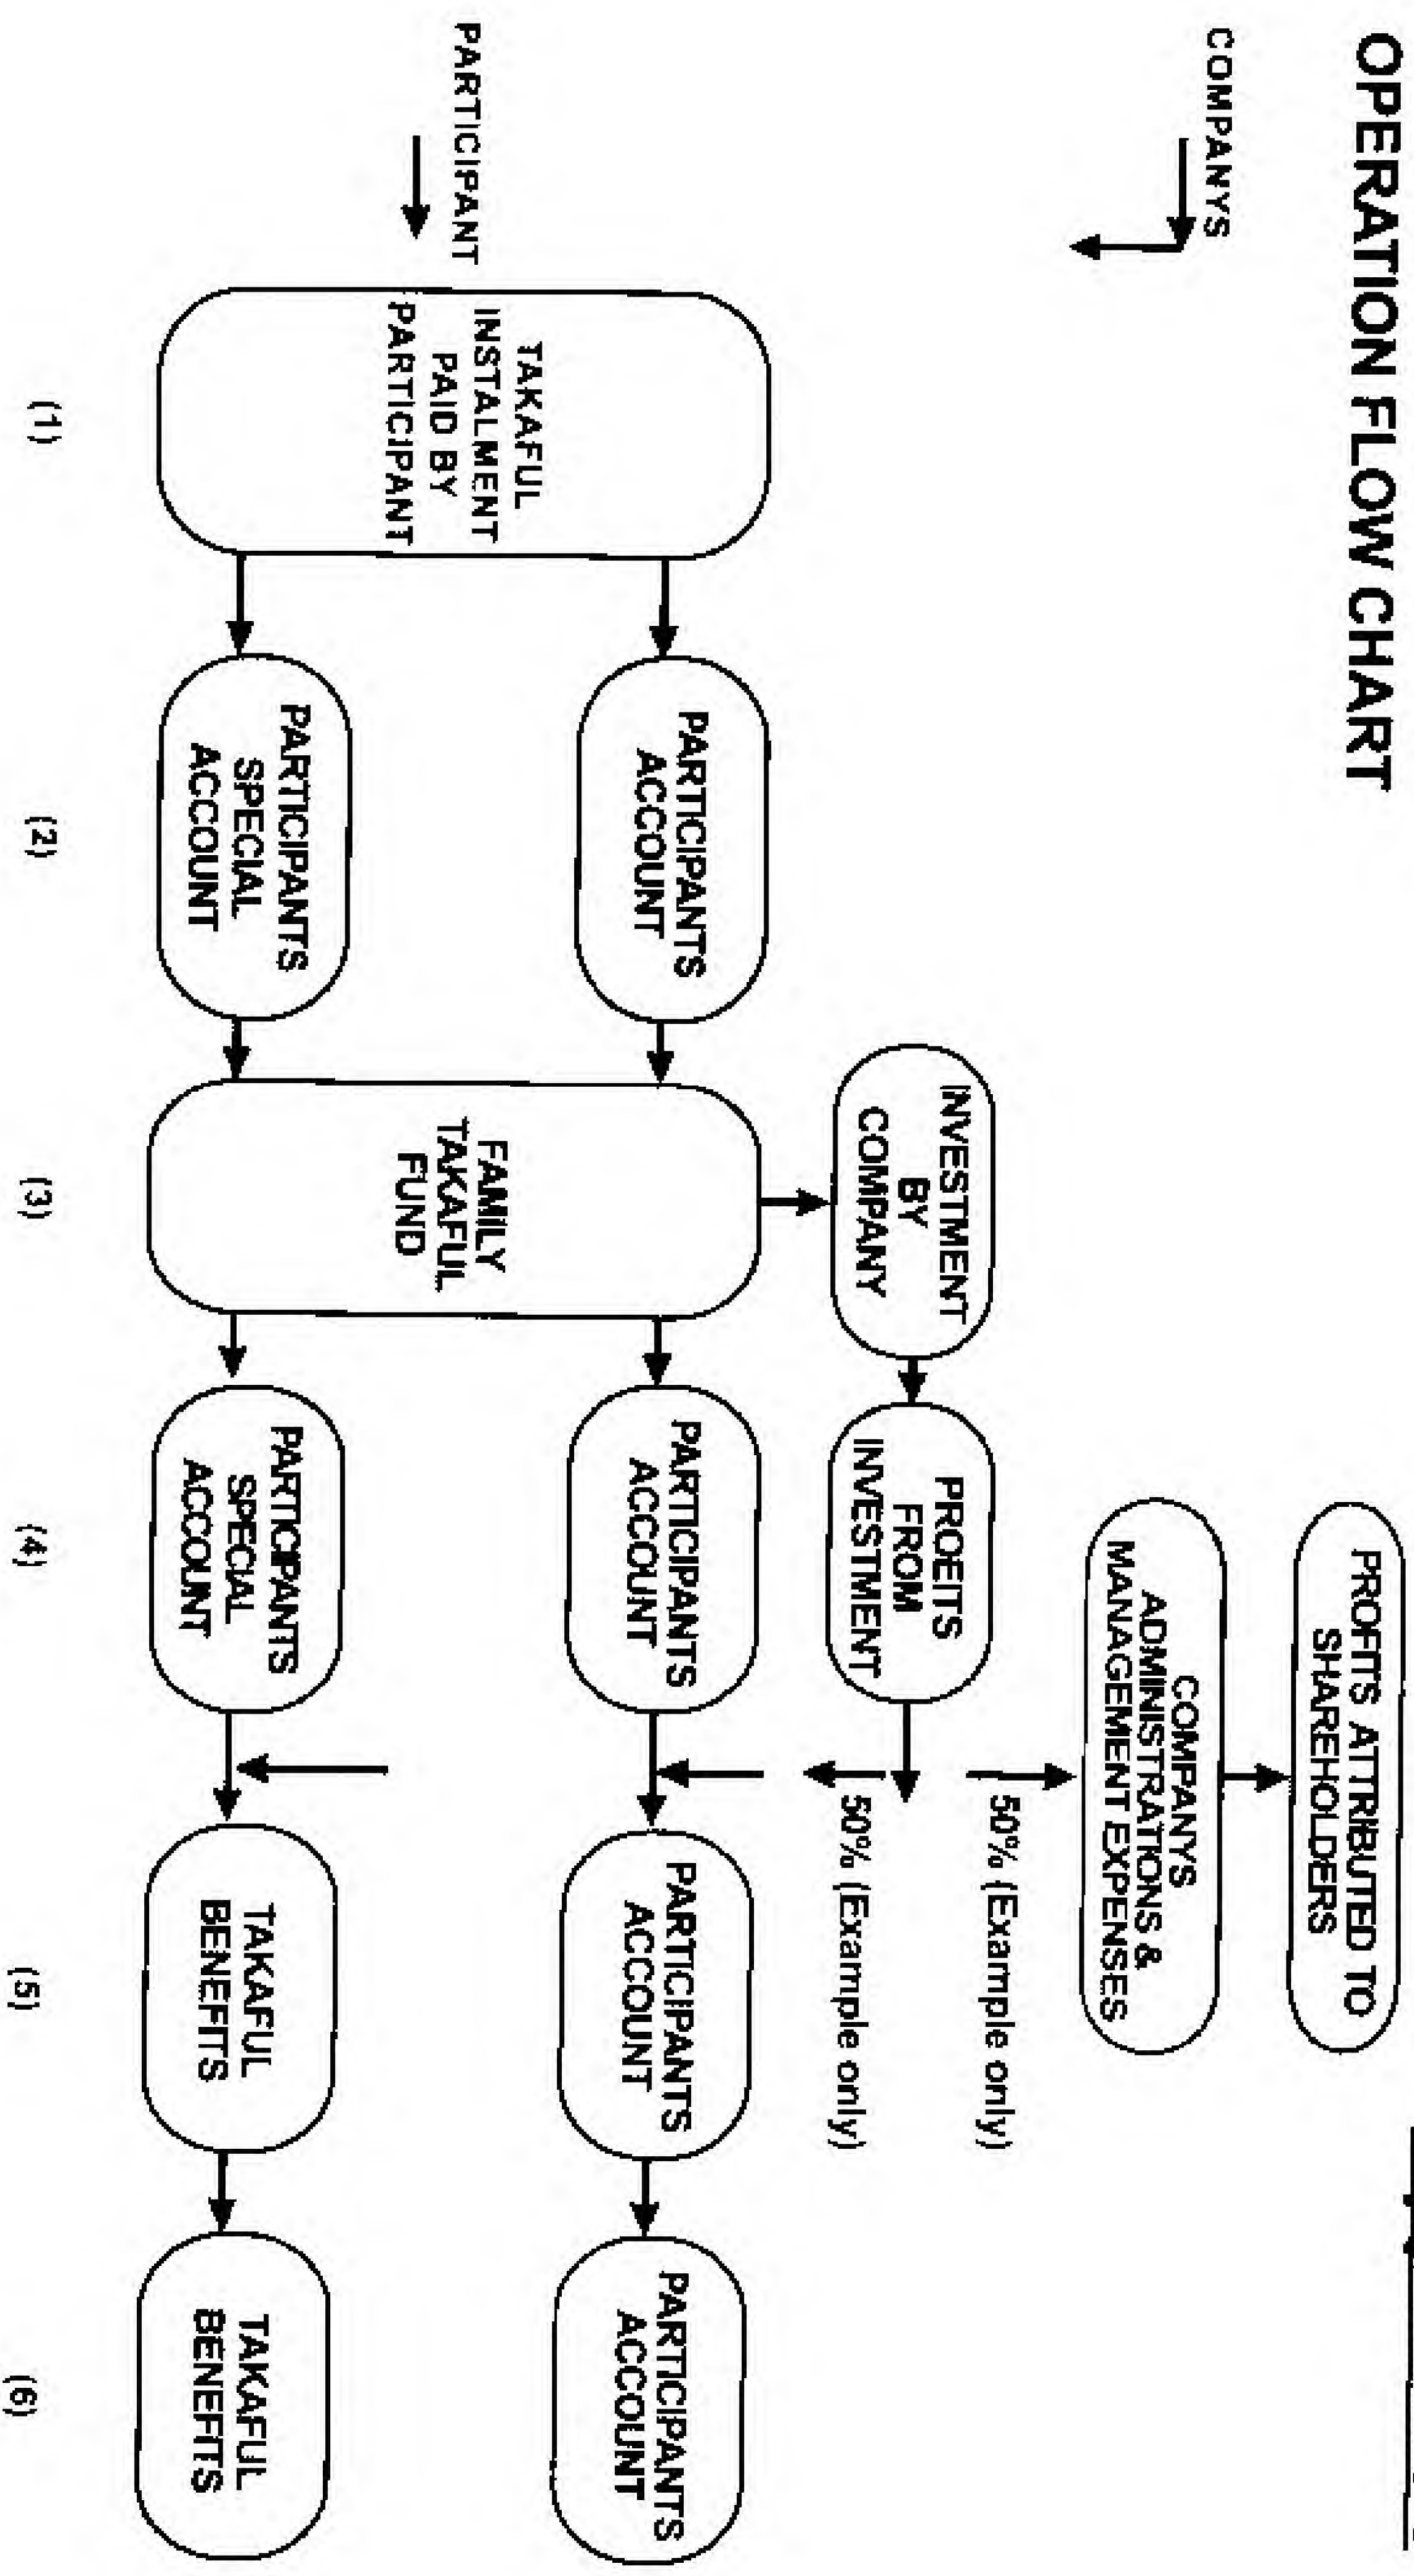 OPERATION FLOW CHART
COMPANYS
PROFITS ATTRIBUTED TO
SHAREHOLDERS
COMPANYS
ADMINISTRATIONS &
MANAGEMENT EXPENSES
50% (Example only)
INVESTMENT
BY
COMPANY
PROEITS
FROM
INVESTMENT
50% (Example only)
PARTICIPANT
TAKAFUL
INSTALMENT
PAID BY
PARTICIPANT
PARTICIPANTS
ACCOUNT
PARTICIPANTS
SPECIAL
ACCOUNT
FAMILY
TAKAFUL
FUND
PARTICIPANTS
ACCOUNT
PARTICIPANTS
SPECIAL
ACCOUNT
PARTICIPANTS
ACCOUNT
TAKAFUL
BENEFITS
PARTICIPANTS
ACCOUNT
TAKAFUL
BENEFITS
(1)
(2)
(3)
(4)
(5)
(6)